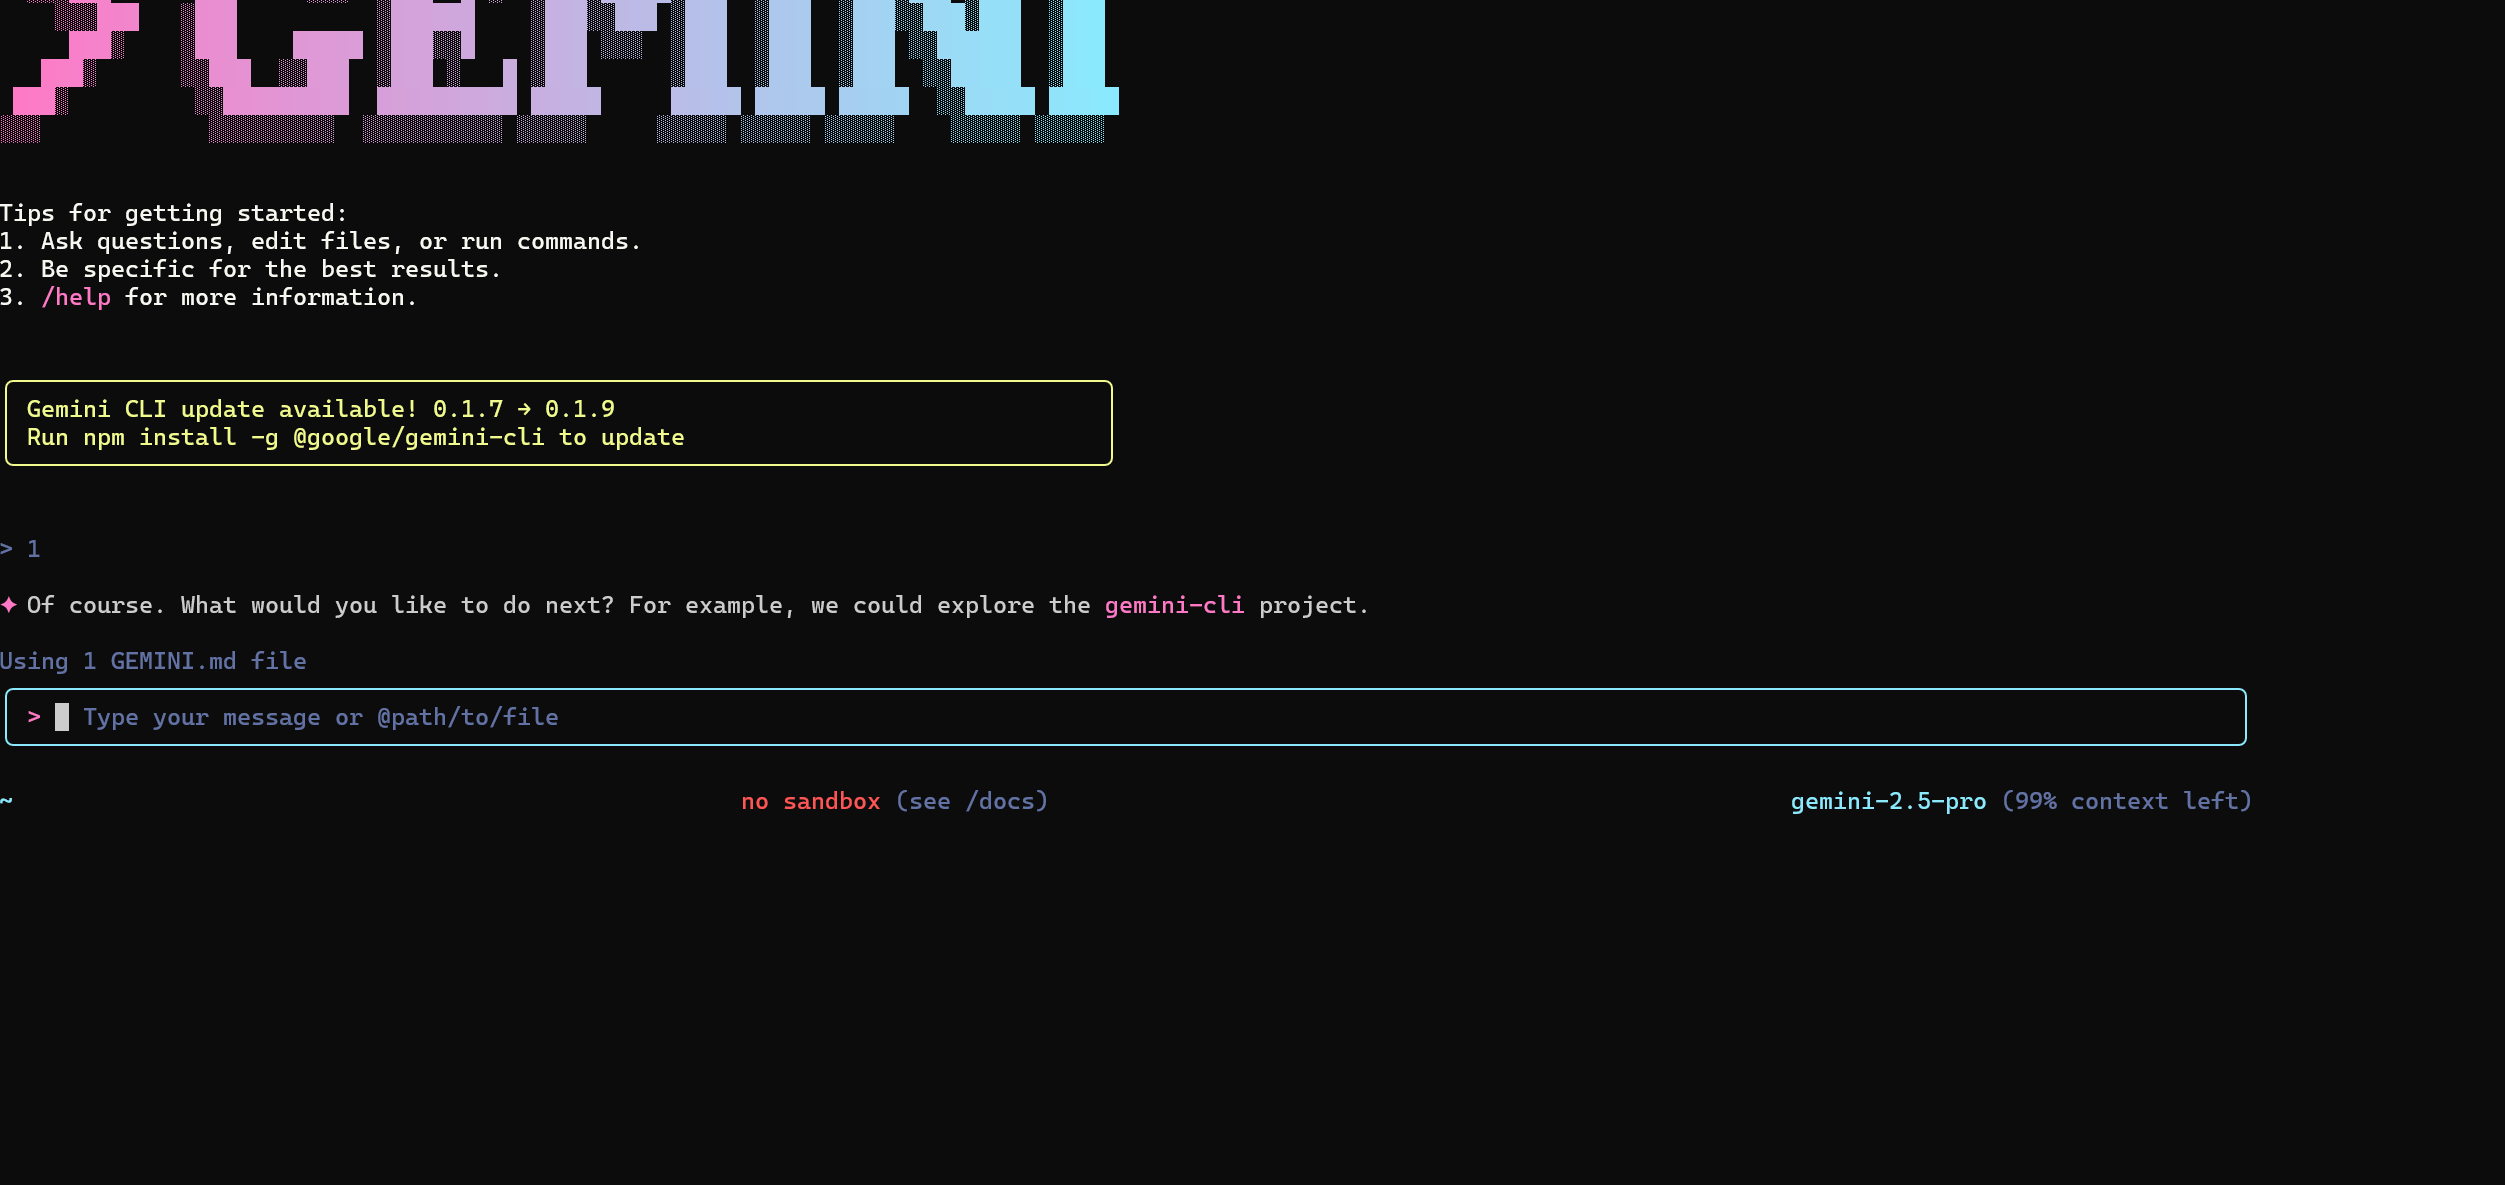 Tips for getting started:
1. Ask questions, edit files, or run commands.
2. Be specific for the best results.
3. /help for more information.
Gemini CLI update available! 0.1.7 → 0.1.9
Run npm install -g @google/gemini-cli to update
> 1
✦ Of course. What would you like to do next? For example, we could explore the gemini-cli project.
Using 1 GEMINI.md file
> Type your message or @path/to/file
~ no sandbox (see /docs) gemini-2.5-pro (99% context left)